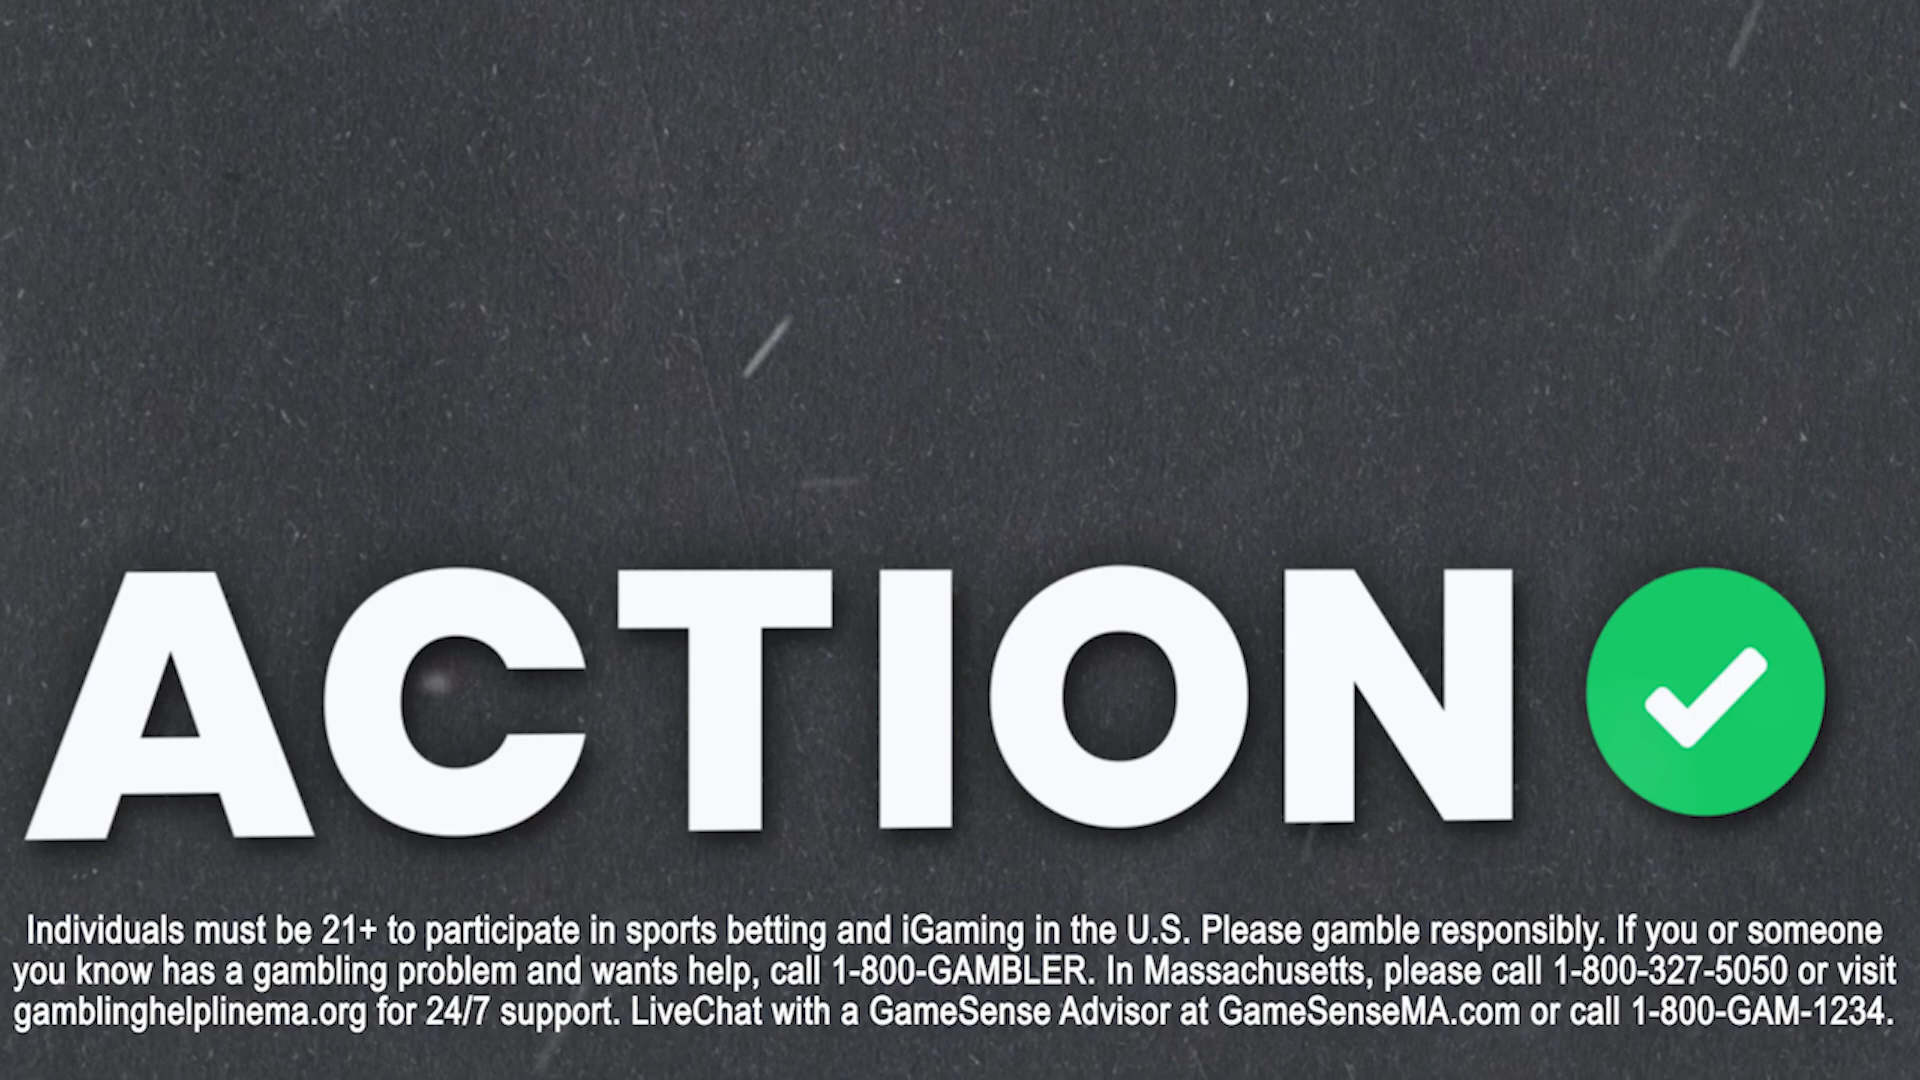 ACTION
Individuals must be 21+ to participate in sports betting and iGaming in the U.S. Please gamble responsibly. If you or someone
you know has a gambling problem and wants help, call 1-800-GAMBLER. In Massachusetts, please call 1-800-327-5050 or visit
gamblinghelplinema.org for 24/7 support. LiveChat with a GameSense Advisor at GameSenseMA.com or call 1-800-GAM-1234.